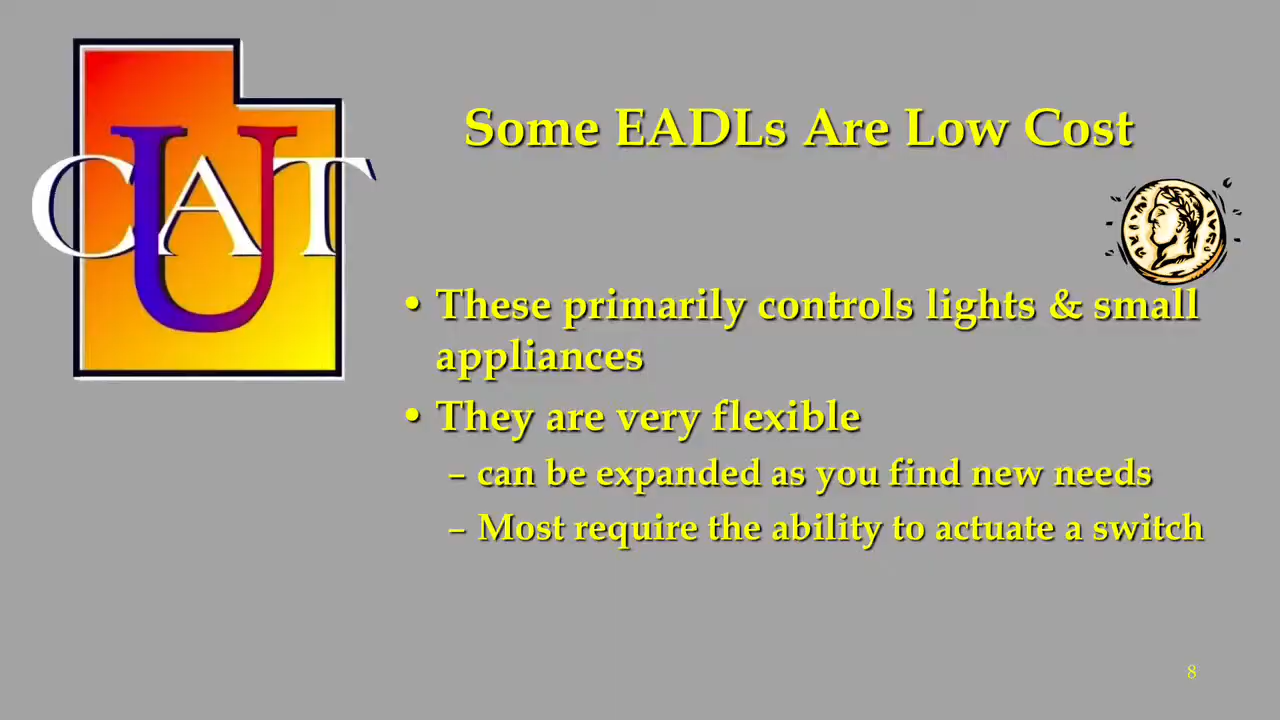 UCAT
Some EADLs Are Low Cost
• These primarily controls lights & small
appliances
• They are very flexible
– can be expanded as you find new needs
– Most require the ability to actuate a switch
8